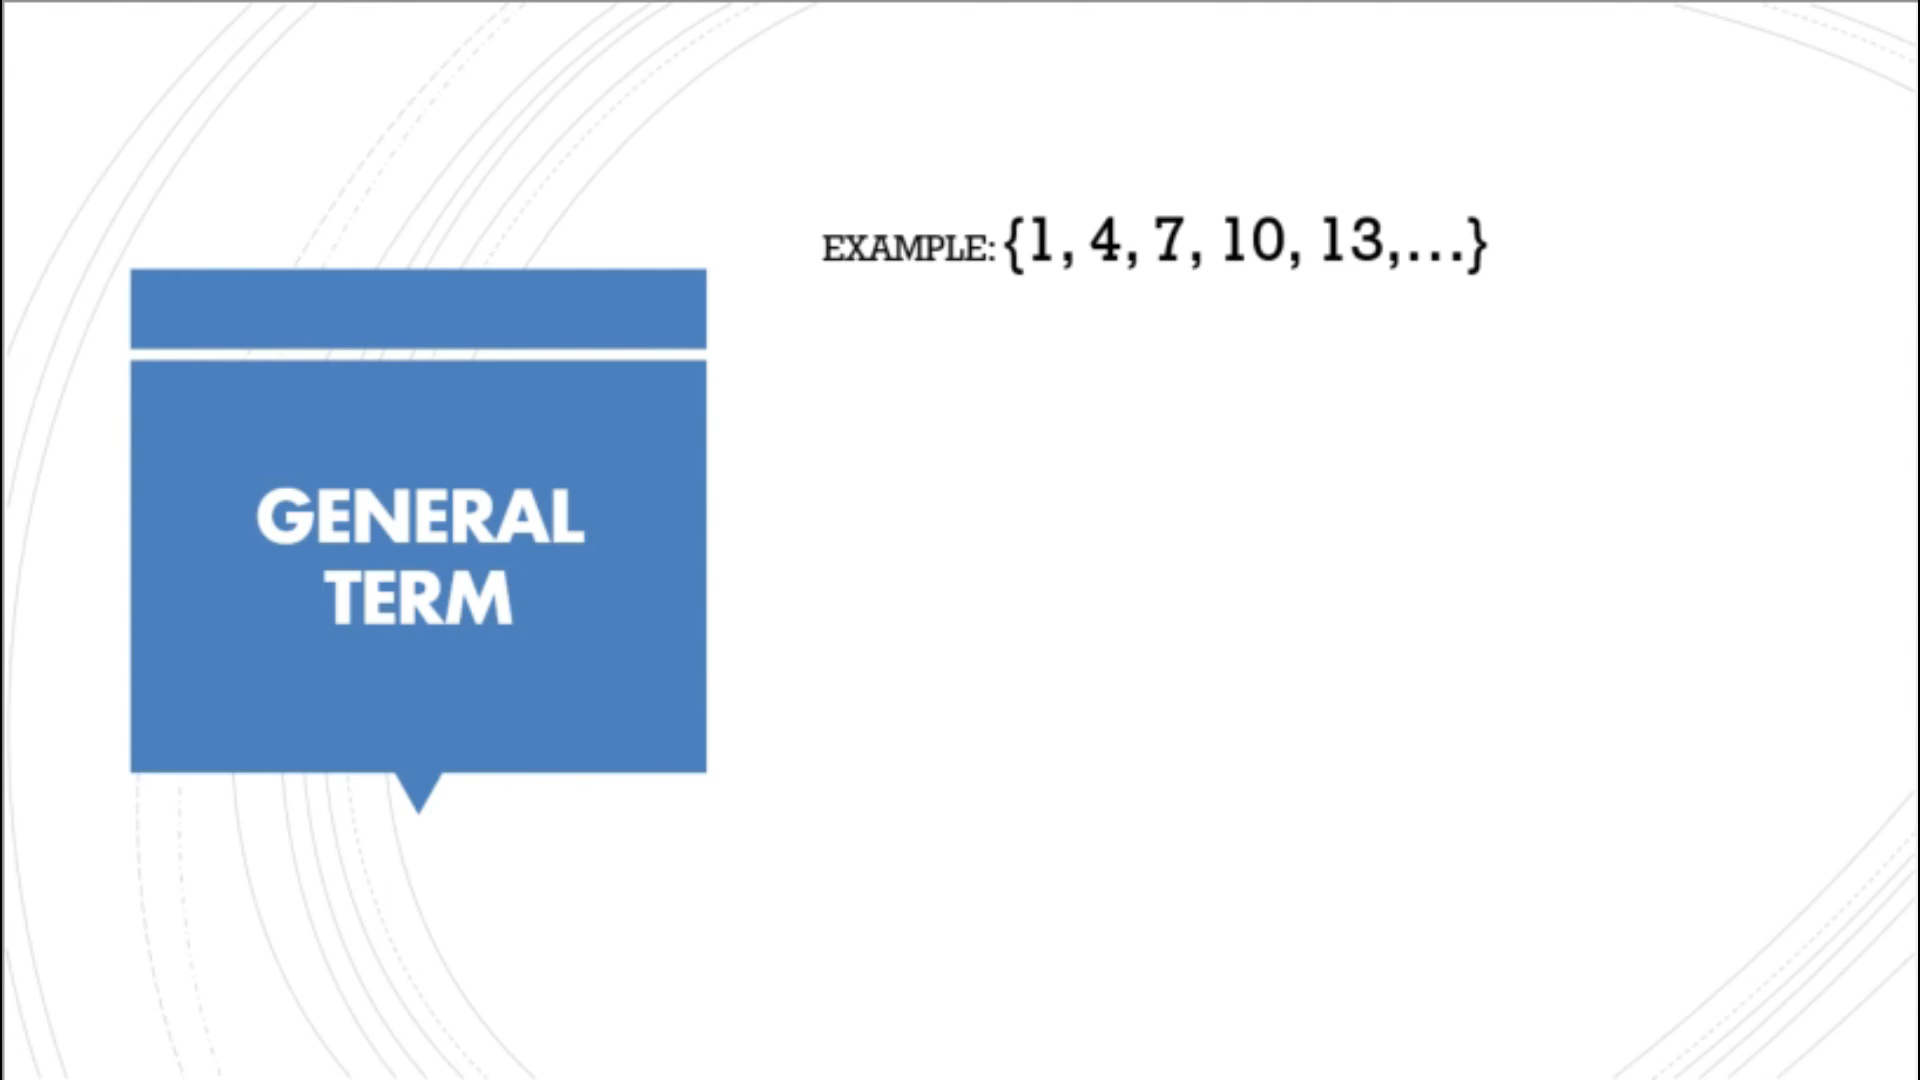 EXAMPLE: {1, 4, 7, 10, 13,...}
GENERAL
TERM